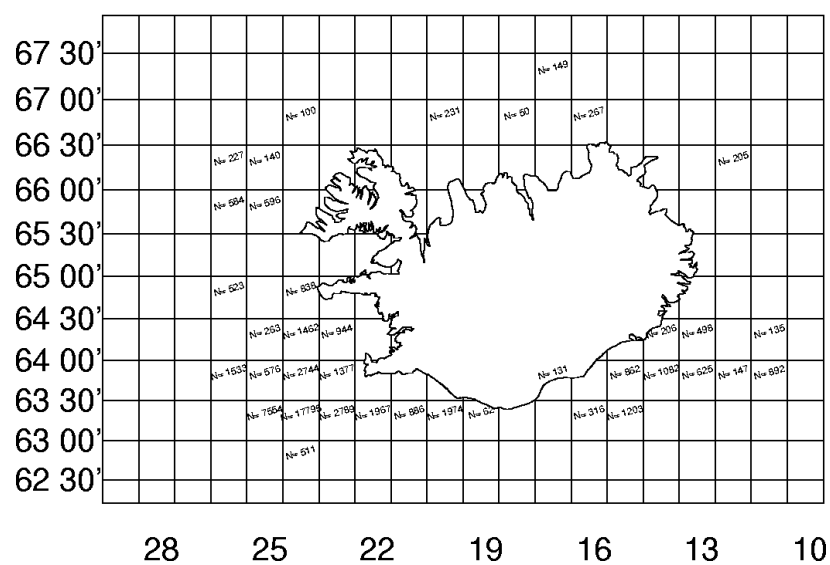 67 30'
N= 149
67 00'
N= 100
N= 231
N= 50
N= 267
66 30'
N= 227
N= 140
N= 205
66 00'
N= 584
N= 596
65 30'
65 00'
N= 523
N= 838
64 30'
N= 263
N= 1462
N= 944
N= 206
N= 498
N= 135
64 00'
N= 1533
N= 576
N= 2744
N= 1377
N= 131
N= 862
N= 1082
N= 625
N= 147
N= 892
63 30'
N= 7554
N= 17795
N= 2789
N= 1967
N= 886
N= 1974
N= 62
N= 316
N= 1203
63 00'
N= 511
62 30'
28 25 22 19 16 13 10